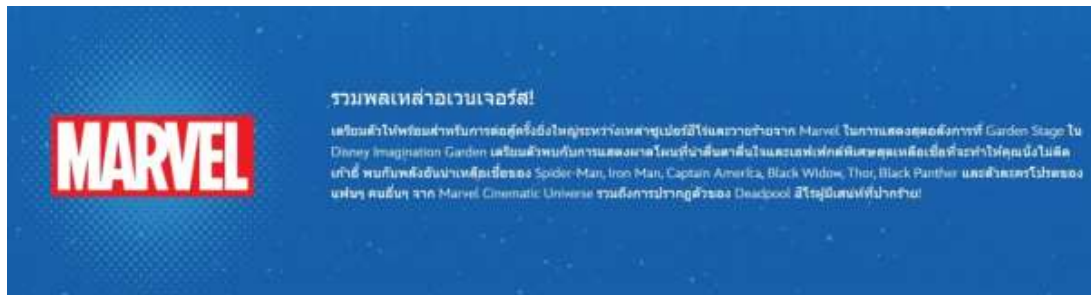 MARVEL
รวมพลเหล่าอเวนเจอร์ส!
เตรียมตัวให้พร้อมสำหรับการต่อสู้ครั้งยิ่งใหญ่ระหว่างเหล่าซูเปอร์ฮีโร่และวายร้ายจาก Marvel ในการแสดงสุดอลังการที่ Garden Stage ใน
Disney Imagination Garden เตรียมตัวพบกับการแสดงผาดโผนที่น่าตื่นตาตื่นใจและเอฟเฟ็กต์พิเศษสุดเหลือเชื่อที่จะทำให้คุณนั่งไม่ติด
เก้าอี้ พบกับพลังอันน่าเหลือเชื่อของ Spider-Man, Iron Man, Captain America, Black Widow, Thor, Black Panther และตัวละครโปรดของ
แฟนๆ คนอื่นๆ จาก Marvel Cinematic Universe รวมถึงการปรากฏตัวของ Deadpool ฮีโร่ผู้มีเสน่ห์ที่ปากร้าย!